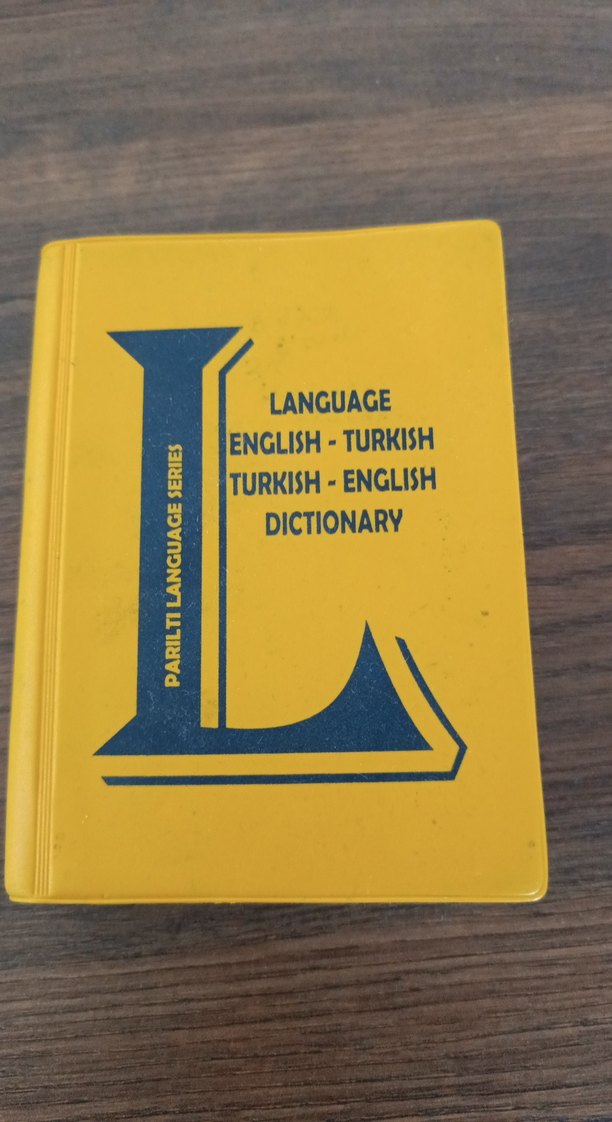 LANGUAGE
ENGLISH - TURKISH
TURKISH - ENGLISH
DICTIONARY
PARILTI LANGUAGE SERIES
L